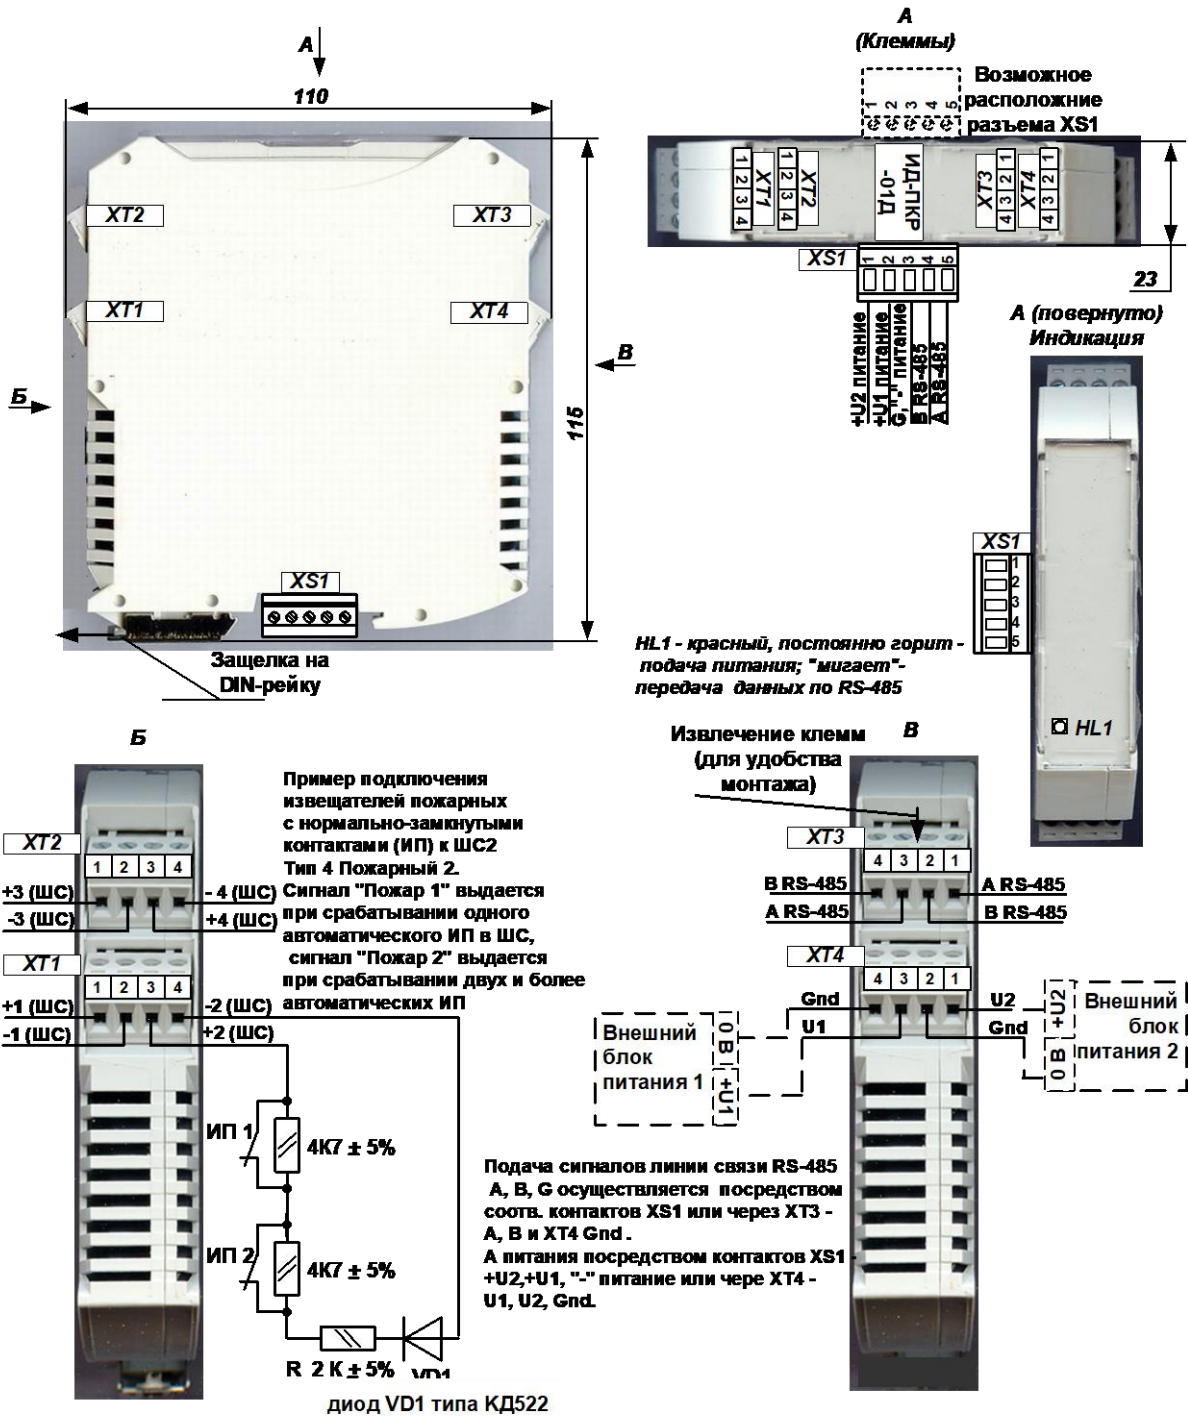 А
110
А
(Клеммы)
Возможное
расположние
разъема XS1
1 2 3 4 5
XT2
XT3
XT1
XT4
Б
В
115
XS1
Защелка на
DIN-рейку
1 2 3 4
XT1
1 2 3 4
XT2
ИД-ПКР
-01Д
XT3
4 3 2 1
XT4
4 3 2 1
XS1
1 2 3 4 5
+U2 питание
+U1 питание
G,"-" питание
B RS-485
A RS-485
23
А (повернуто)
Индикация
XS1
1
2
3
4
5
HL1
HL1 - красный, постоянно горит -
подача питания; "мигает"-
передача данных по RS-485
Б
Пример подключения
извещателей пожарных
с нормально-замкнутыми
контактами (ИП) к ШС2
Тип 4 Пожарный 2.
Сигнал "Пожар 1" выдается
при срабатывании одного
автоматического ИП в ШС,
сигнал "Пожар 2" выдается
при срабатывании двух и более
автоматических ИП
XT2
1 2 3 4
+3 (ШС)
- 4 (ШС)
-3 (ШС)
+4 (ШС)
XT1
1 2 3 4
+1 (ШС)
-2 (ШС)
-1 (ШС)
+2 (ШС)
ИП 1
4К7 ± 5%
ИП 2
4К7 ± 5%
R 2 К ± 5%
VD1
диод VD1 типа КД522
Извлечение клемм
(для удобства
монтажа)
В
XT3
4 3 2 1
B RS-485
A RS-485
A RS-485
B RS-485
XT4
4 3 2 1
Gnd
U2
U1
Gnd
Внешний
блок
питания 1
0 В
+U1
+U2
0 В
Внешний
блок
питания 2
Подача сигналов линии связи RS-485
А, В, G осуществляется посредством
соотв. контактов XS1 или через XT3 -
А, В и XT4 Gnd .
А питания посредством контактов XS1 -
+U2,+U1, "-" питание или чере XT4 -
U1, U2, Gnd.